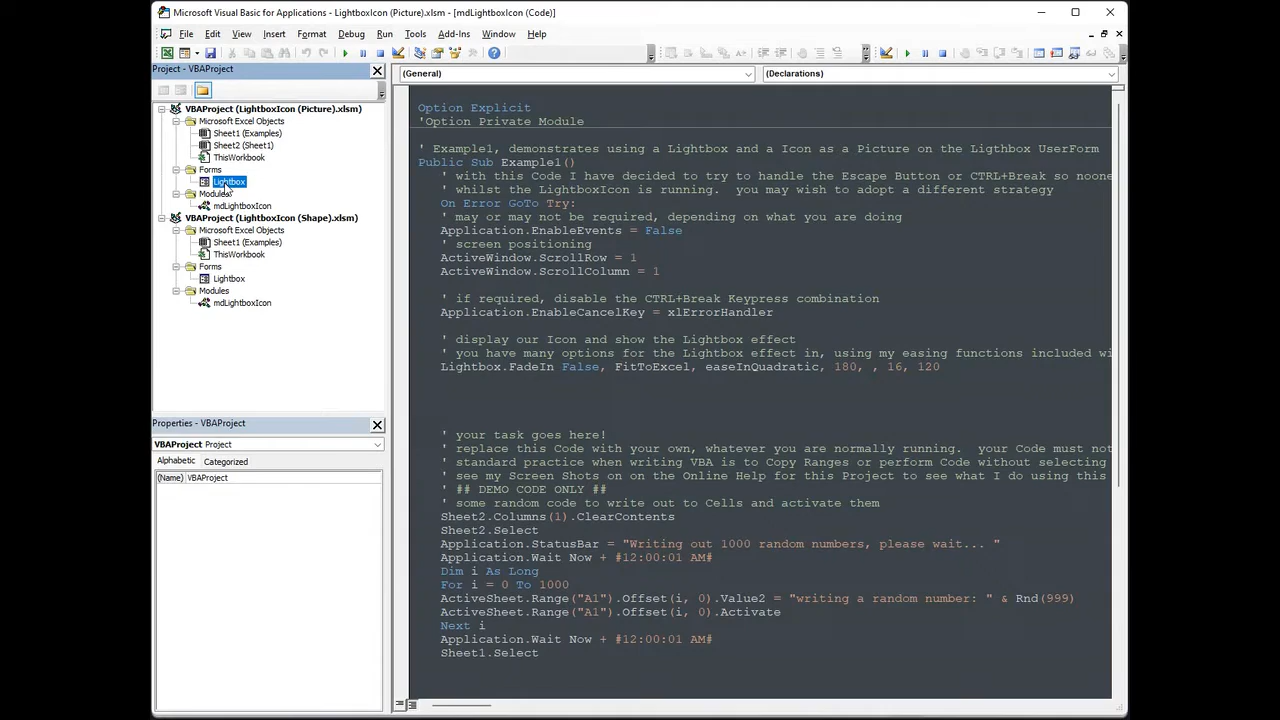 Microsoft Visual Basic for Applications - LightboxIcon (Picture).xlsm - [mdLightboxIcon (Code)]
File Edit View Insert Format Debug Run Tools Add-Ins Window Help
Project - VBAProject
VBAProject (LightboxIcon (Picture).xlsm)
Microsoft Excel Objects
Sheet1 (Examples)
Sheet2 (Sheet1)
ThisWorkbook
Forms
Lightbox
Modules
mdLightboxIcon
VBAProject (LightboxIcon (Shape).xlsm)
Microsoft Excel Objects
Sheet1 (Examples)
ThisWorkbook
Forms
Lightbox
Modules
mdLightboxIcon
Properties - VBAProject
VBAProject Project
Alphabetic Categorized
(Name) VBAProject
(General) (Declarations)
Option Explicit
'Option Private Module
' Example1, demonstrates using a Lightbox and a Icon as a Picture on the Ligthbox UserForm
Public Sub Example1()
' with this Code I have decided to try to handle the Escape Button or CTRL+Break so noone
' whilst the LightboxIcon is running.  you may wish to adopt a different strategy
On Error GoTo Try:
' may or may not be required, depending on what you are doing
Application.EnableEvents = False
' screen positioning
ActiveWindow.ScrollRow = 1
ActiveWindow.ScrollColumn = 1
' if required, disable the CTRL+Break Keypress combination
Application.EnableCancelKey = xlErrorHandler
' display our Icon and show the Lightbox effect
' you have many options for the Lightbox effect in, using my easing functions included wi
Lightbox.FadeIn False, FitToExcel, easeInQuadratic, 180, , 16, 120
' your task goes here!
' replace this Code with your own, whatever you are normally running.  your Code must not
' standard practice when writing VBA is to Copy Ranges or perform Code without selecting
' see my Screen Shots on on the Online Help for this Project to see what I do using this
' ## DEMO CODE ONLY ##
' some random code to write out to Cells and activate them
Sheet2.Columns(1).ClearContents
Sheet2.Select
Application.StatusBar = "Writing out 1000 random numbers, please wait... "
Application.Wait Now + #12:00:01 AM#
Dim i As Long
For i = 0 To 1000
ActiveSheet.Range("A1").Offset(i, 0).Value2 = "writing a random number: " & Rnd(999)
ActiveSheet.Range("A1").Offset(i, 0).Activate
Next i
Application.Wait Now + #12:00:01 AM#
Sheet1.Select